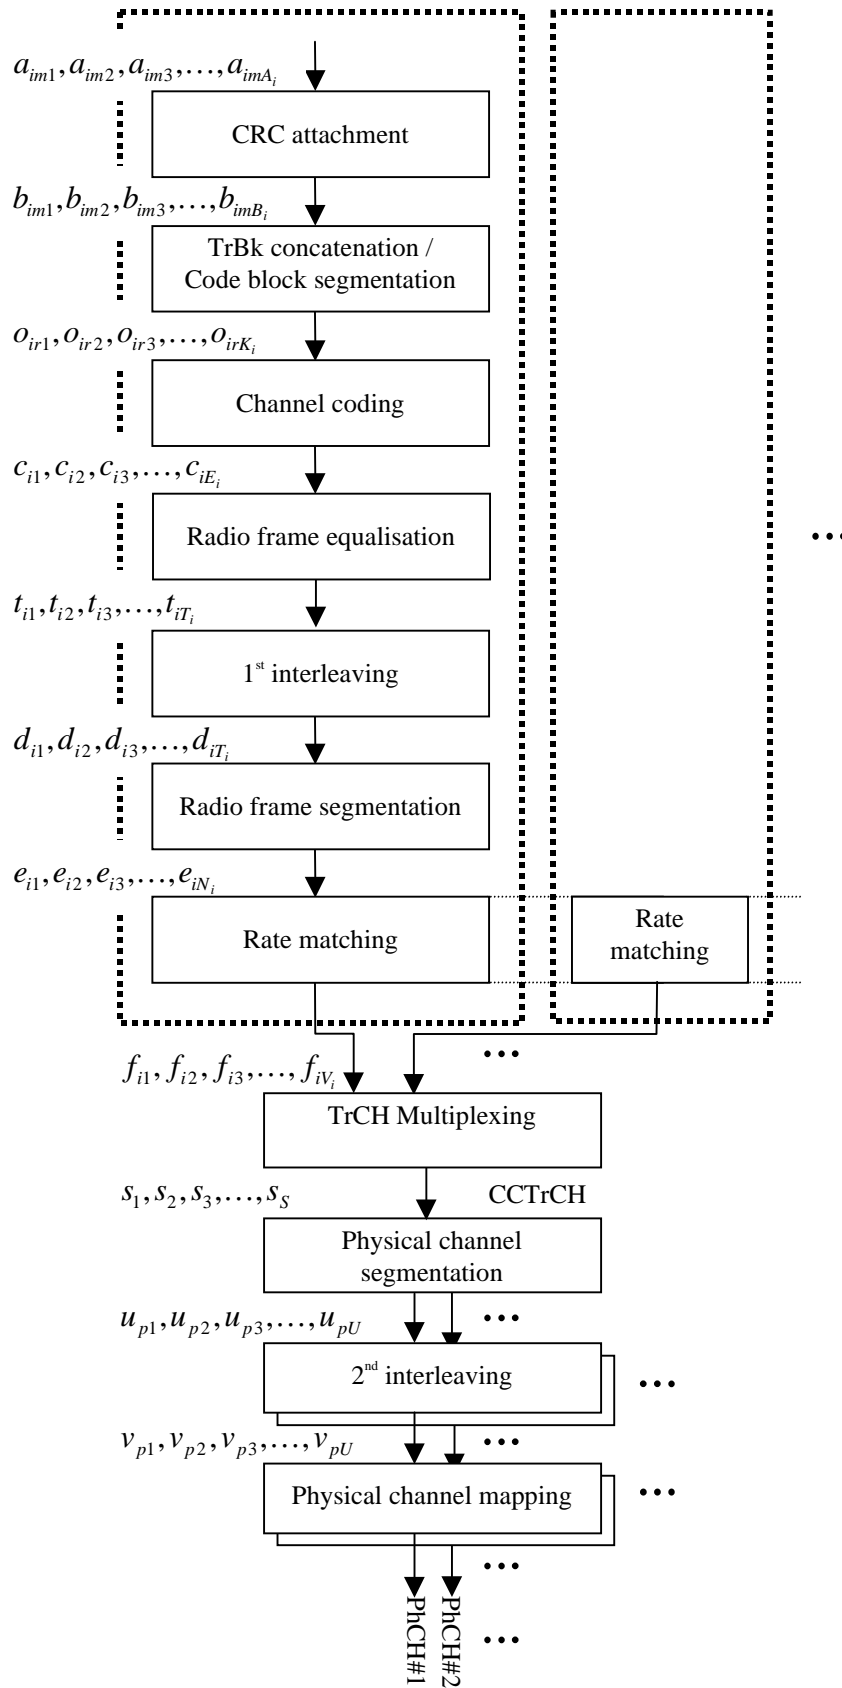 a_{im1}, a_{im2}, a_{im3}, …, a_{imA_i}
CRC attachment
b_{im1}, b_{im2}, b_{im3}, …, b_{imB_i}
TrBk concatenation /
Code block segmentation
o_{ir1}, o_{ir2}, o_{ir3}, …, o_{irK_i}
Channel coding
c_{i1}, c_{i2}, c_{i3}, …, c_{iE_i}
Radio frame equalisation
…
t_{i1}, t_{i2}, t_{i3}, …, t_{iT_i}
1^{st} interleaving
d_{i1}, d_{i2}, d_{i3}, …, d_{iT_i}
Radio frame segmentation
e_{i1}, e_{i2}, e_{i3}, …, e_{iN_i}
Rate matching
Rate
matching
…
f_{i1}, f_{i2}, f_{i3}, …, f_{iV_i}
TrCH Multiplexing
s_1, s_2, s_3, …, s_S
CCTrCH
Physical channel
segmentation
u_{p1}, u_{p2}, u_{p3}, …, u_{pU}
…
2^{nd} interleaving
…
v_{p1}, v_{p2}, v_{p3}, …, v_{pU}
…
Physical channel mapping
…
…
PhCH#1
PhCH#2
…